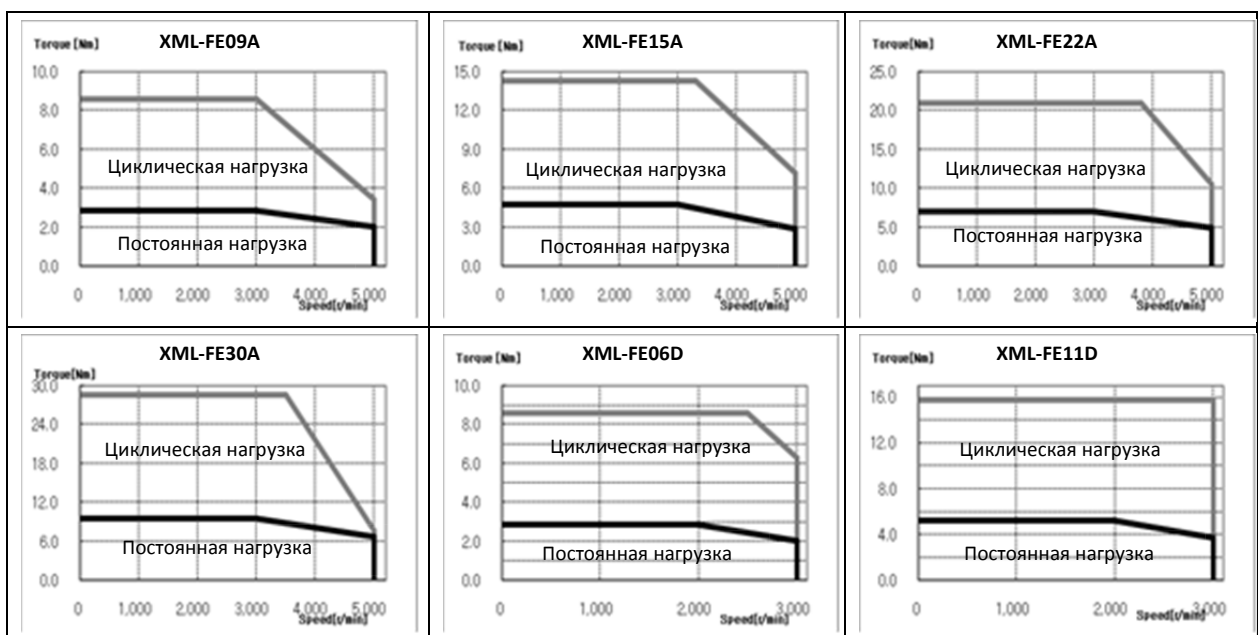 XML-FE09A
Torque [Nm]
10.0
8.0
6.0
4.0
2.0
0.0
Циклическая нагрузка
Постоянная нагрузка
0 1,000 2,000 3,000 4,000 5,000
Speed[r/min]
XML-FE15A
Torque [Nm]
15.0
12.0
9.0
6.0
3.0
0.0
Циклическая нагрузка
Постоянная нагрузка
0 1,000 2,000 3,000 4,000 5,000
Speed[r/min]
XML-FE22A
Torque [Nm]
25.0
20.0
15.0
10.0
5.0
0.0
Циклическая нагрузка
Постоянная нагрузка
0 1,000 2,000 3,000 4,000 5,000
Speed[r/min]
XML-FE30A
Torque[Nm]
30.0
24.0
18.0
12.0
6.0
0.0
Циклическая нагрузка
Постоянная нагрузка
0 1,000 2,000 3,000 4,000 5,000
Speed[r/min]
XML-FE06D
Torque [Nm]
10.0
8.0
6.0
4.0
2.0
0.0
Циклическая нагрузка
Постоянная нагрузка
0 1,000 2,000 3,000
Speed[r/min]
XML-FE11D
Torque[Nm]
16.0
12.0
8.0
4.0
0.0
Циклическая нагрузка
Постоянная нагрузка
0 1,000 2,000 3,000
Speed[r/min]